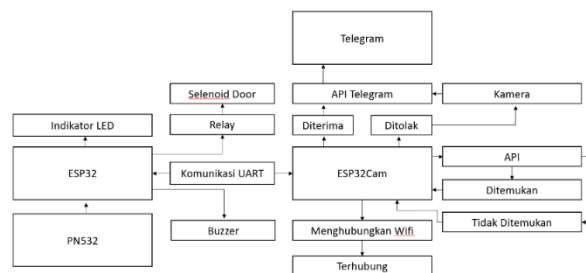 Telegram
Selenoid Door
API Telegram
Kamera
Indikator LED
Relay
Diterima
Ditolak
ESP32
Komunikasi UART
ESP32Cam
API
Ditemukan
PN532
Buzzer
Menghubungkan Wifi
Tidak Ditemukan
Terhubung